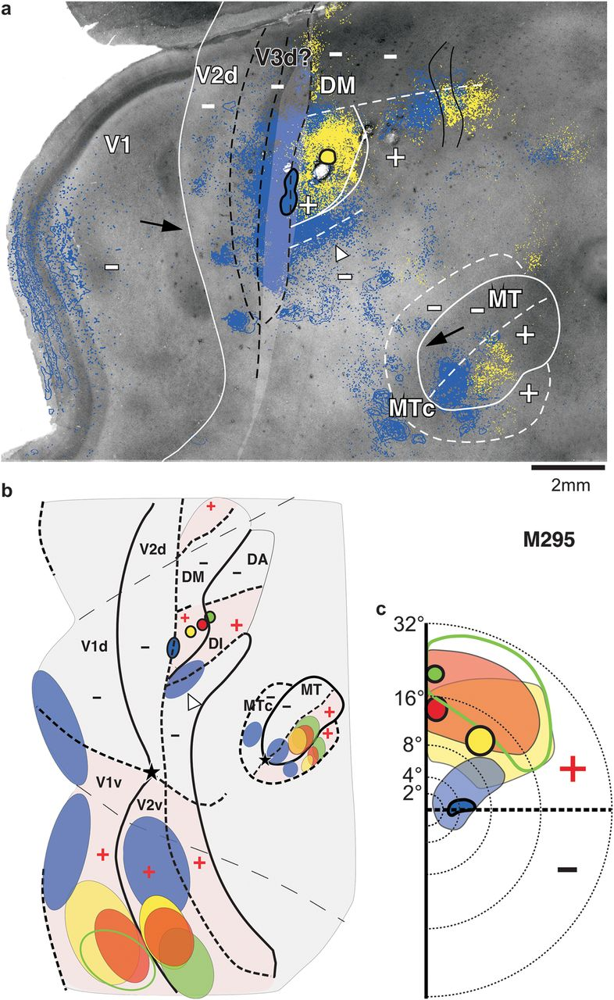 a
V3d?
V2d
DM
- -
-
-
V1
+
+
-
-
MT
- -
+
+
MTc
2mm
b
M295
+
V2d
-
DA
DM
-
c
32°
+
+
V1d
-
DI
16°
-
MT
MTc
-
-
+
+
8°
-
4°
2°
+
V1v
V2v
+
+
+
-